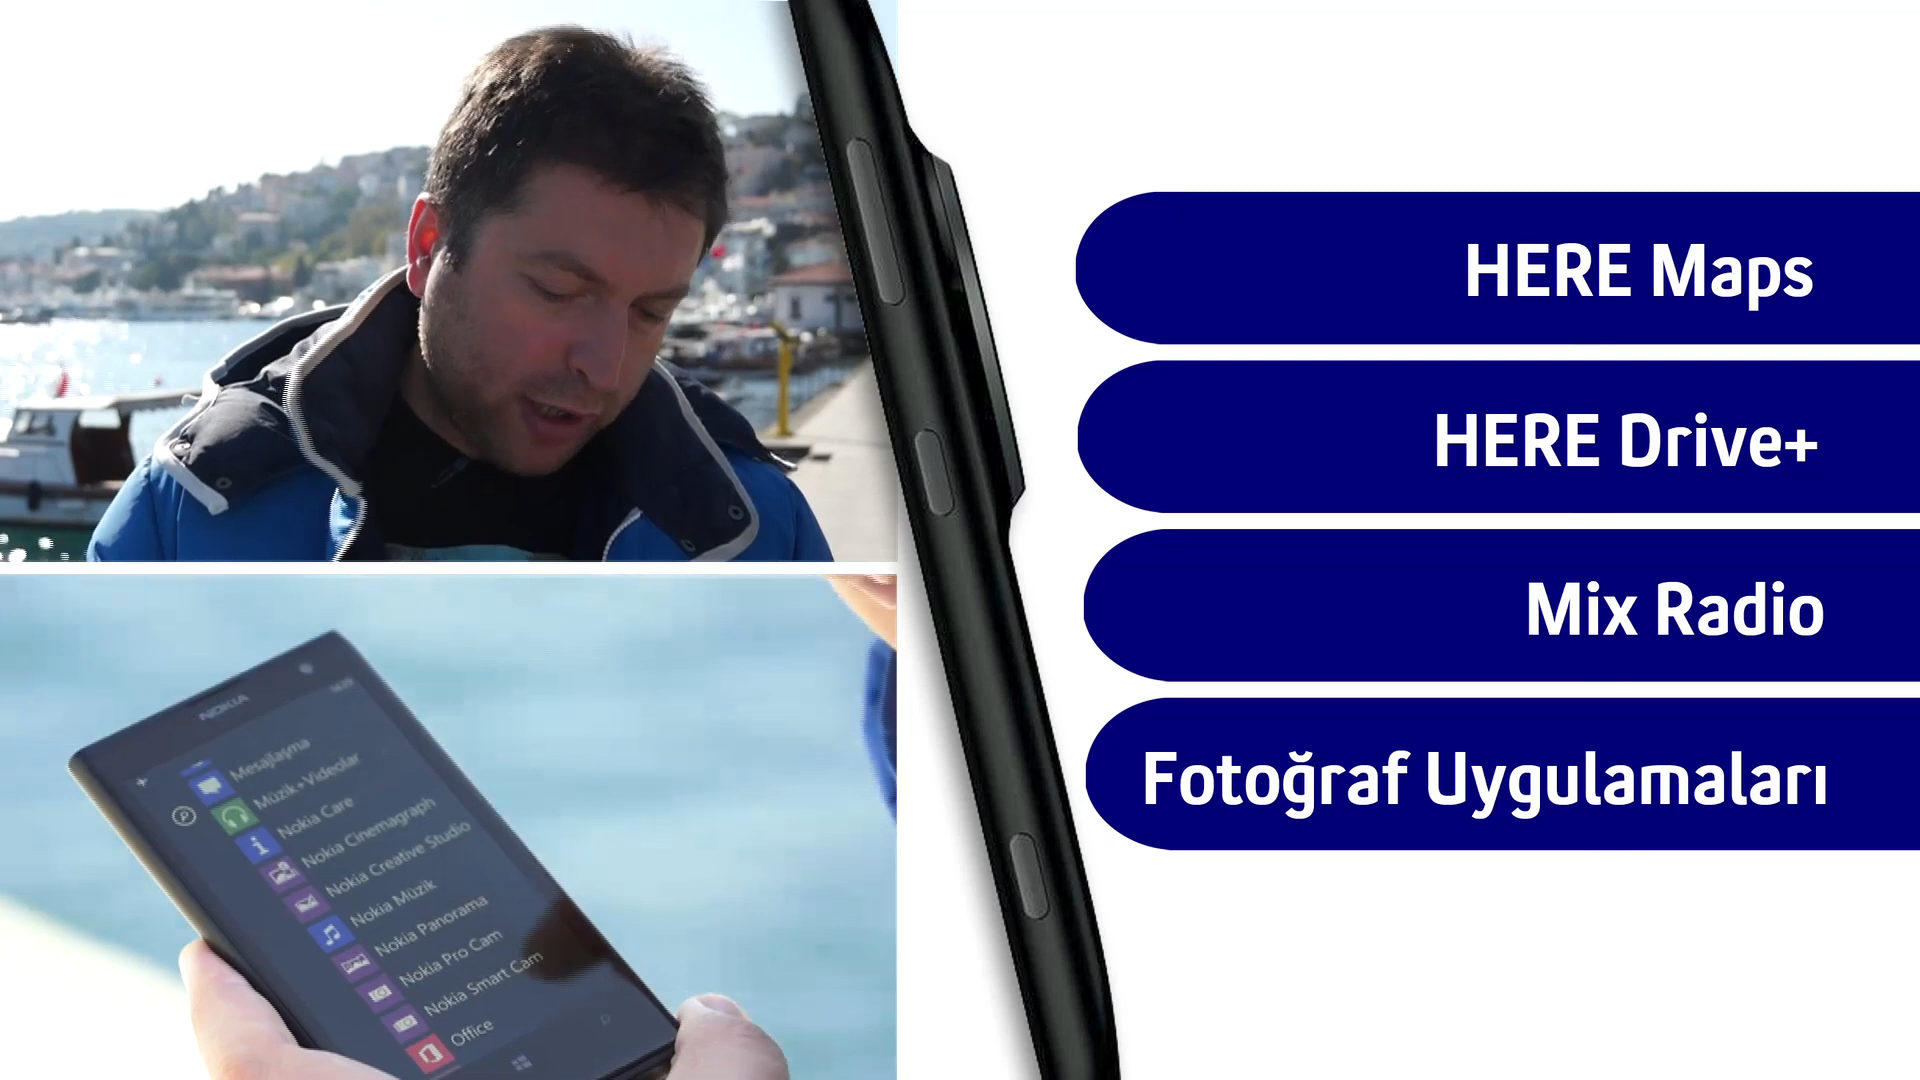 HERE Maps
HERE Drive+
Mix Radio
Fotoğraf Uygulamaları
NOKIA
Mesajlaşma
Müzik+Videolar
Nokia Care
Nokia Cinemagraph
Nokia Creative Studio
Nokia Müzik
Nokia Panorama
Nokia Pro Cam
Nokia Smart Cam
Office